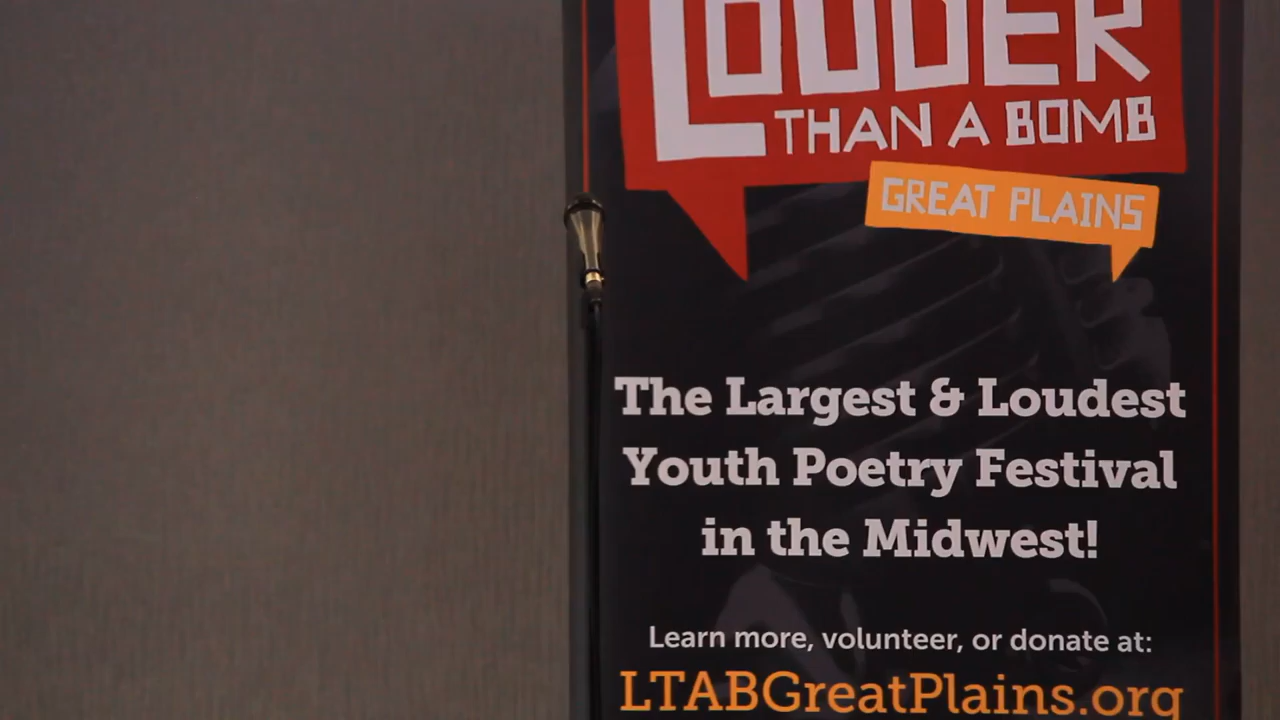 LOUDER
THAN A BOMB
GREAT PLAINS
The Largest & Loudest
Youth Poetry Festival
in the Midwest!
Learn more, volunteer, or donate at:
LTABGreatPlains.org